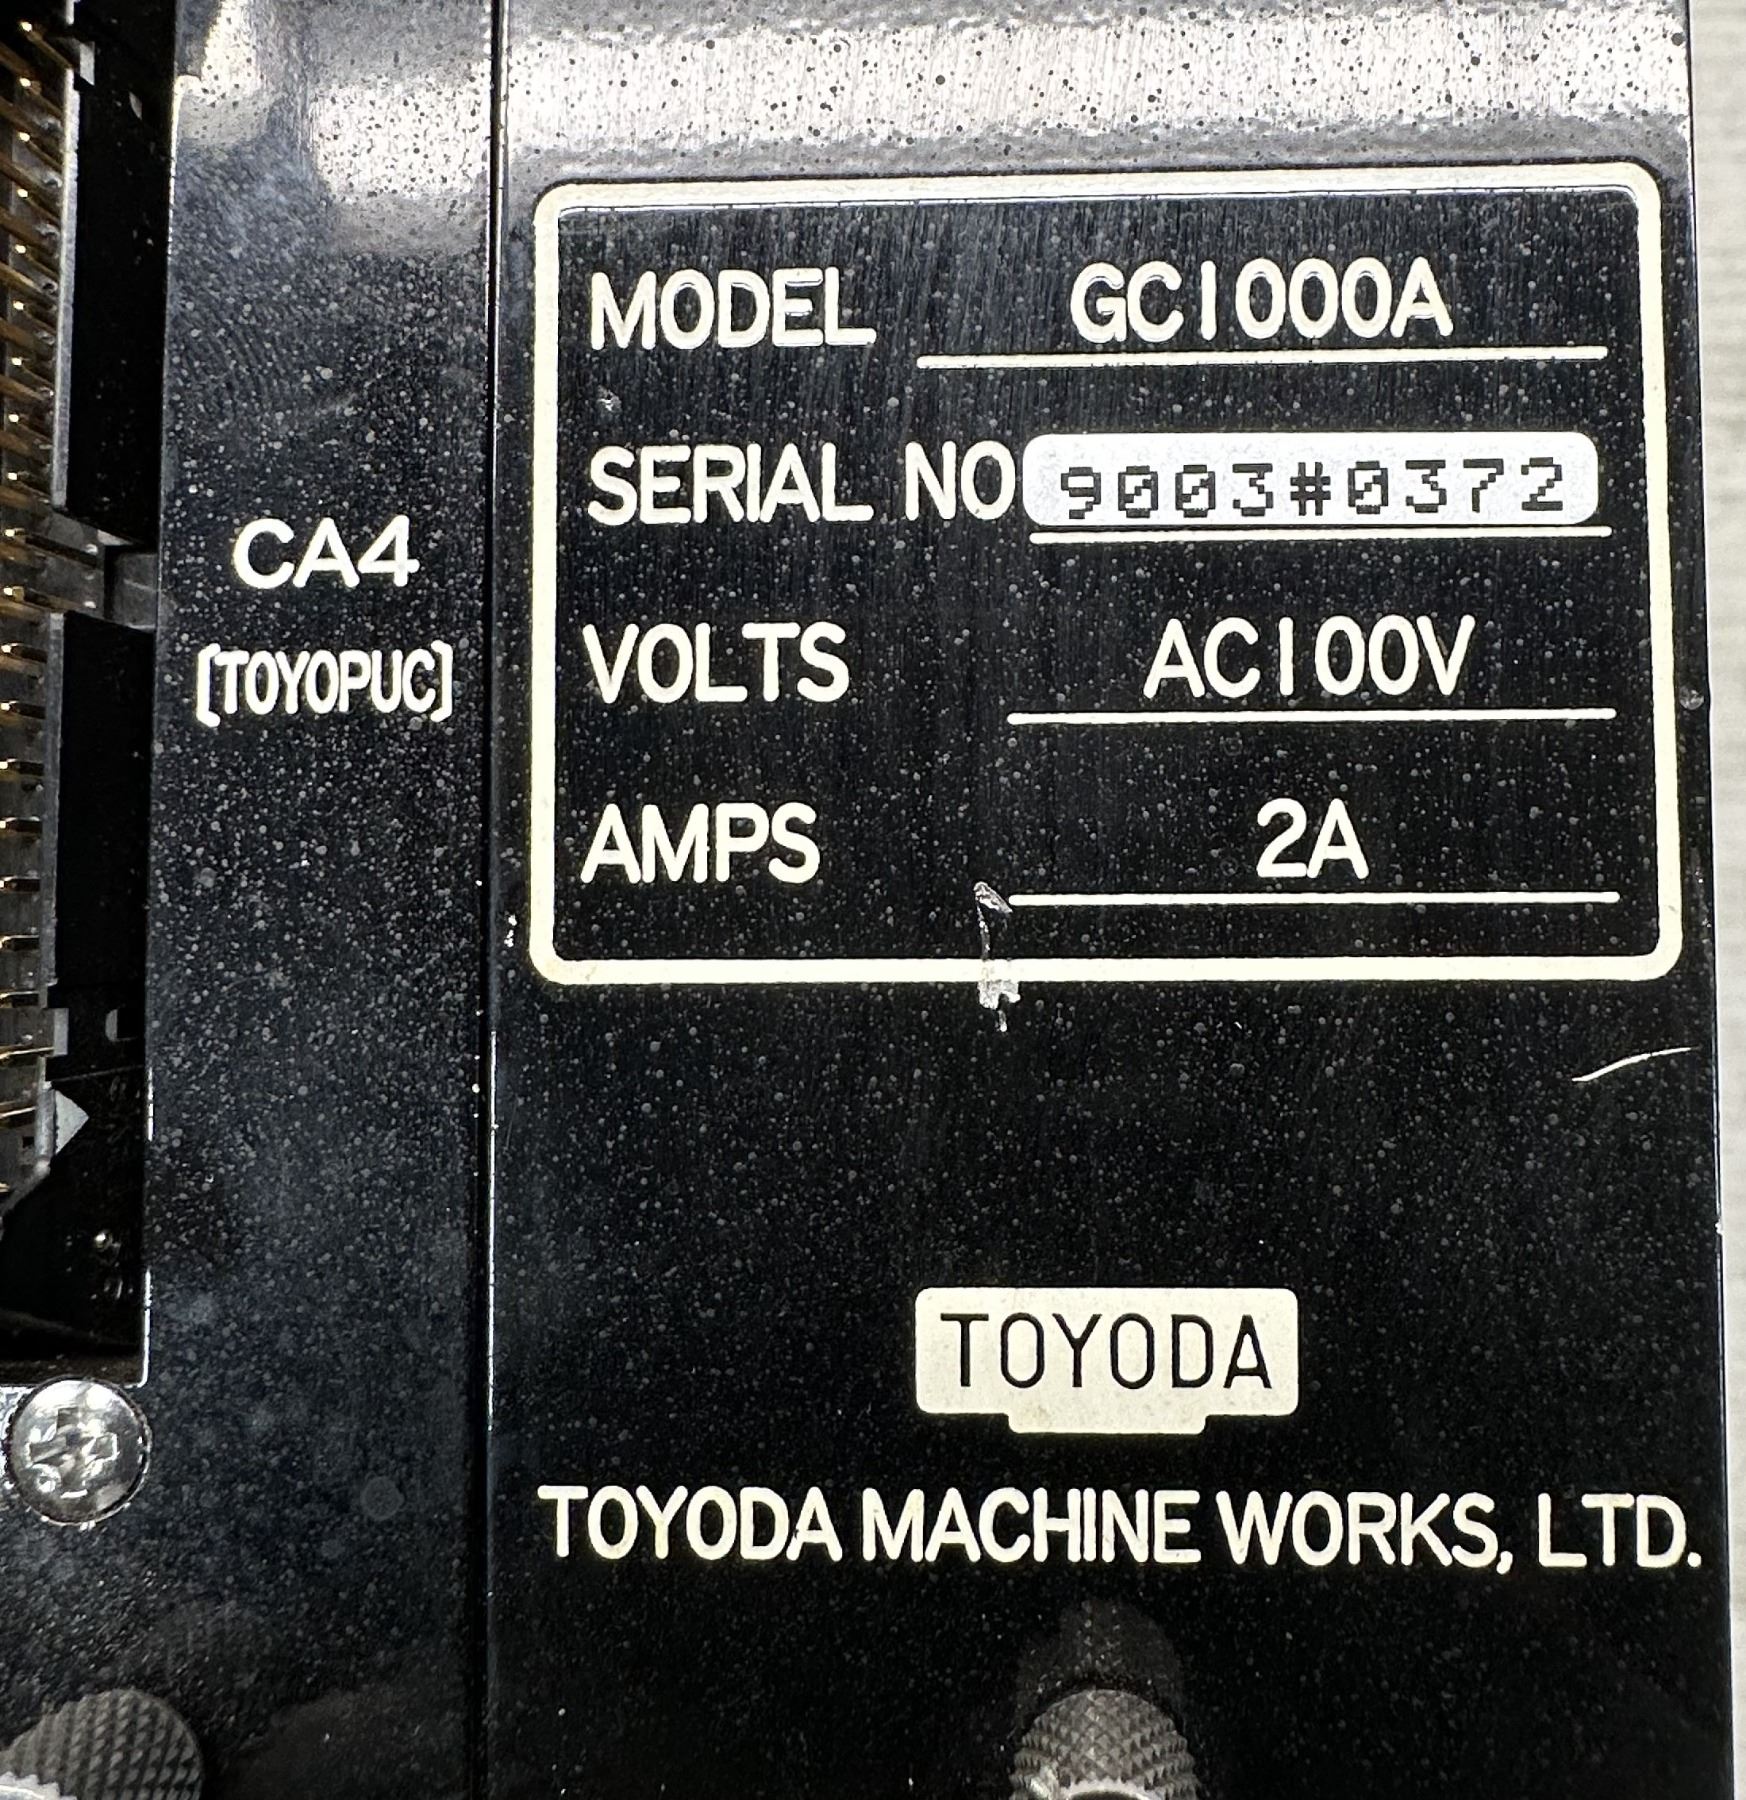 MODEL GC1000A
SERIAL NO 9003#0372
VOLTS AC100V
AMPS 2A
CA4
[TOYOPUC]
TOYODA
TOYODA MACHINE WORKS, LTD.